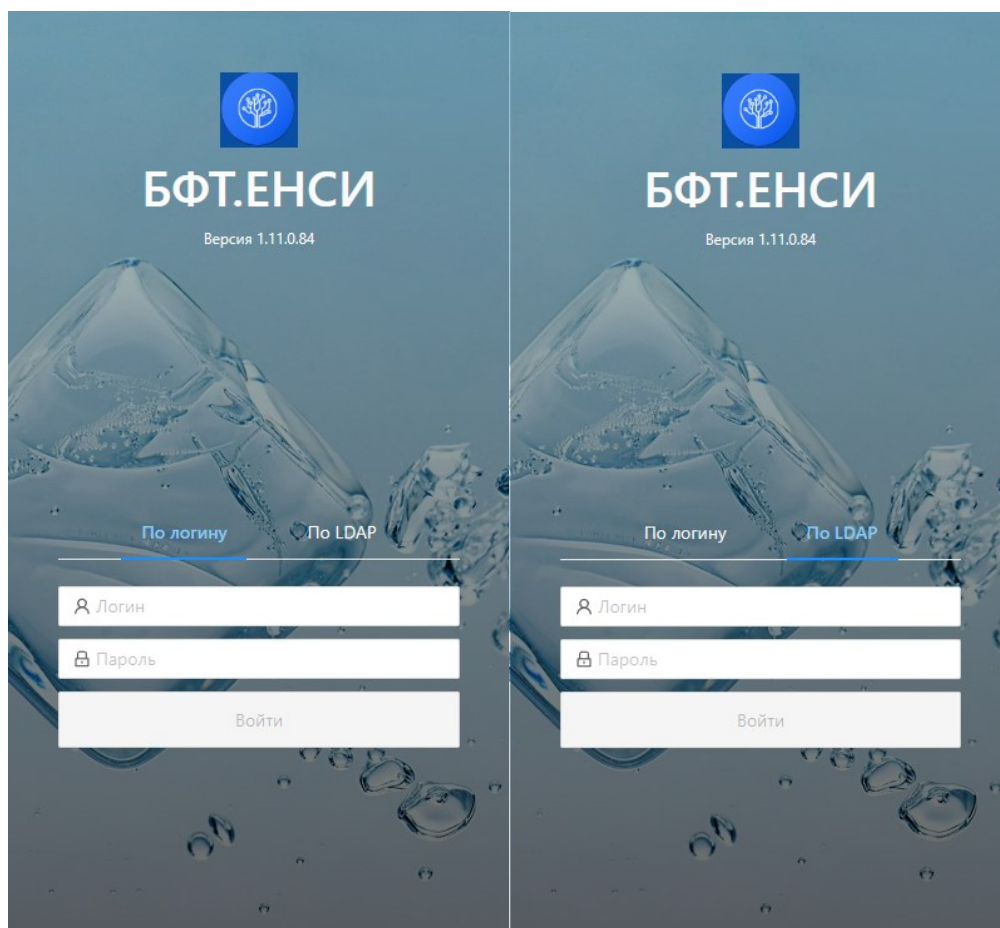 БФТ.ЕНСИ
Версия 1.11.0.84
По логину По LDAP
Логин
Пароль
Войти
БФТ.ЕНСИ
Версия 1.11.0.84
По логину По LDAP
Логин
Пароль
Войти